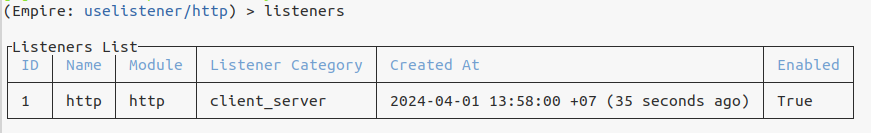 (Empire: uselistener/http) > listeners
Listeners List
ID Name Module Listener Category Created At Enabled
1 http http client_server 2024-04-01 13:58:00 +07 (35 seconds ago) True